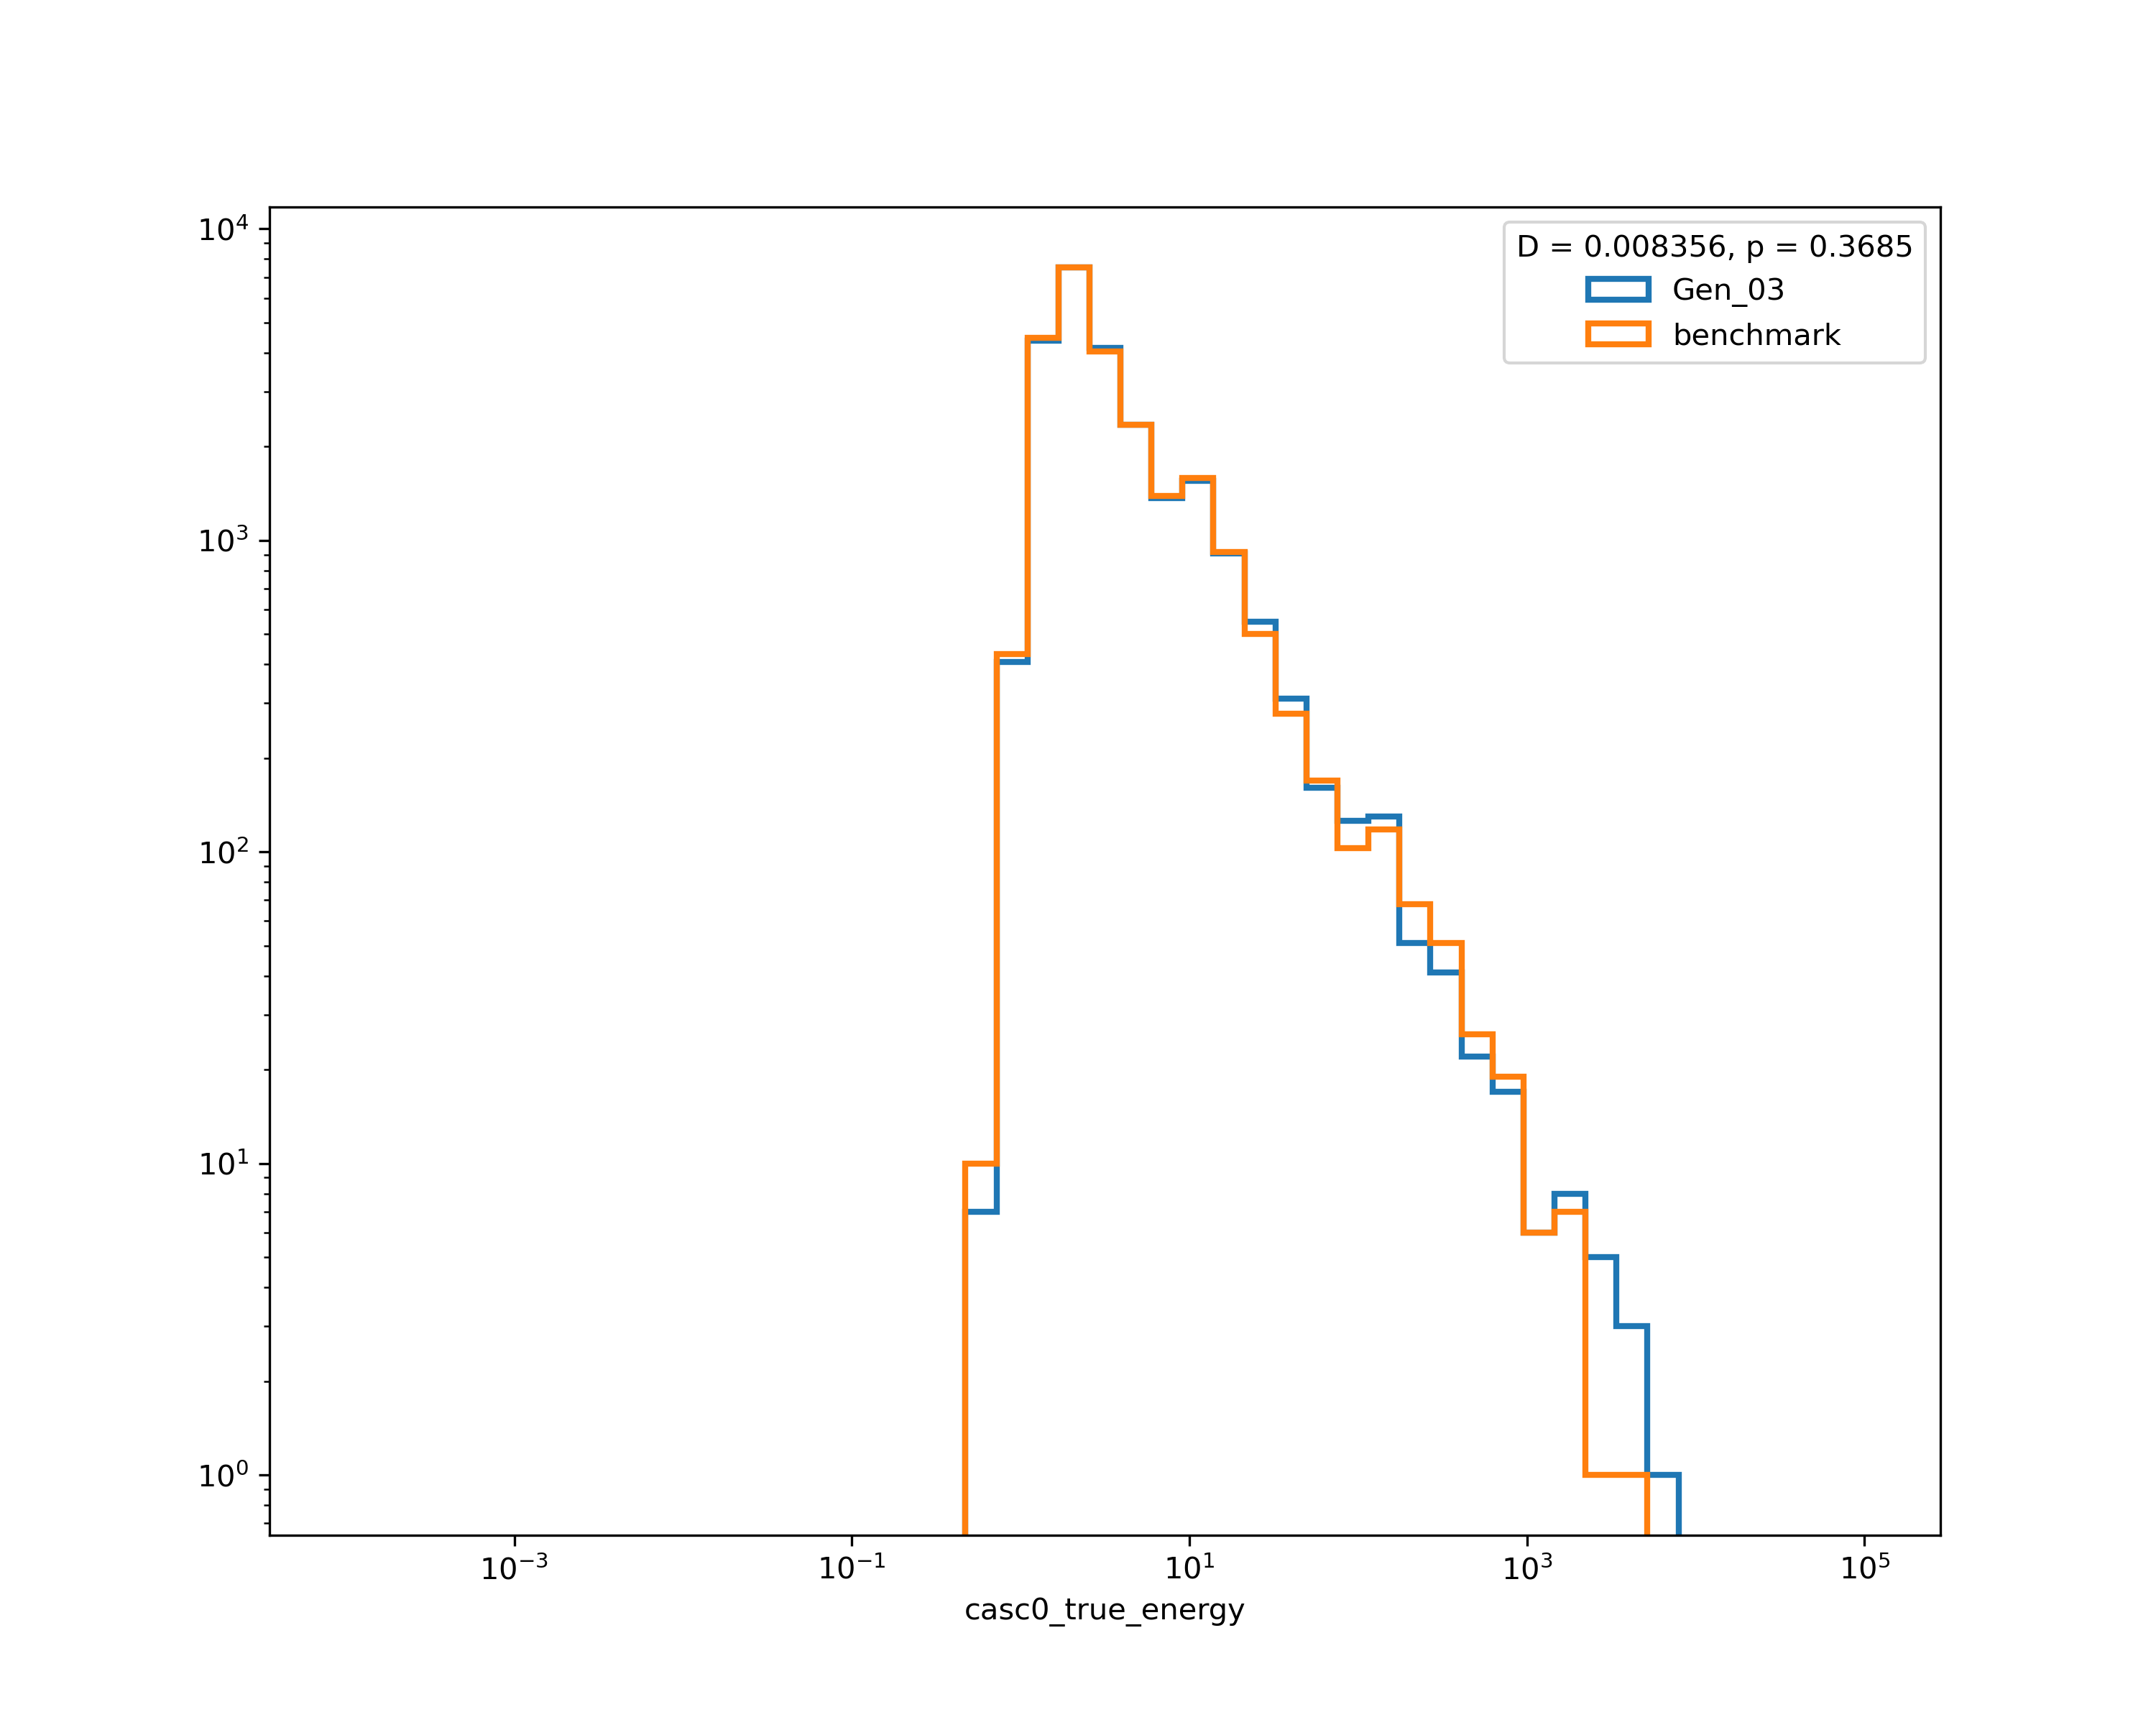 D = 0.008356, p = 0.3685
Gen_03
benchmark
10⁴
10³
10²
10¹
10⁰
10⁻³
10⁻¹
10¹
10³
10⁵
casc0_true_energy